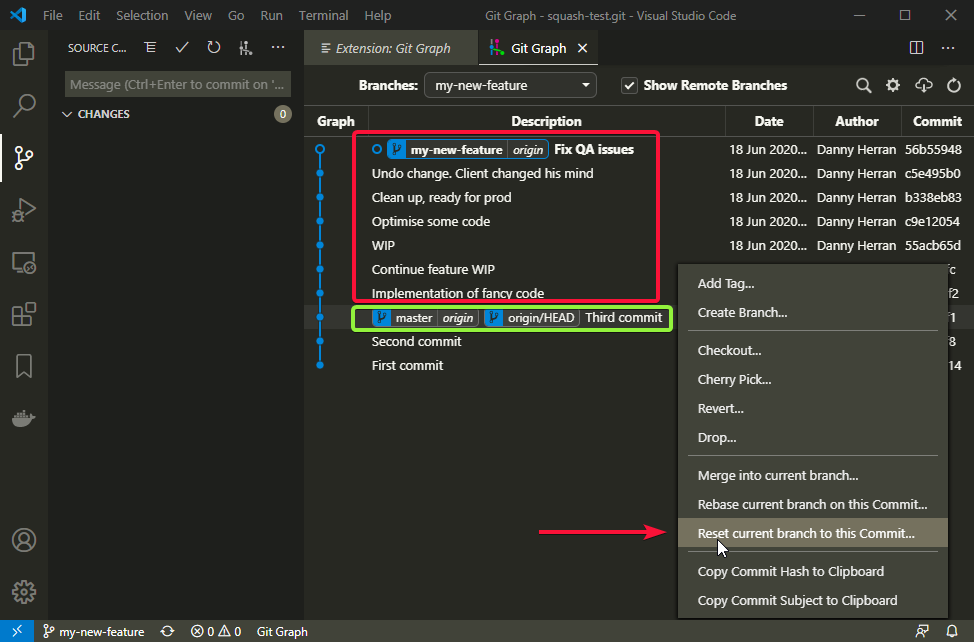 File Edit Selection View Go Run Terminal Help Git Graph - squash-test.git - Visual Studio Code
SOURCE C...
Extension: Git Graph
Git Graph
Message (Ctrl+Enter to commit on '...
CHANGES 0
Branches: my-new-feature Show Remote Branches
Graph Description Date Author Commit
my-new-feature origin Fix QA issues 18 Jun 2020... Danny Herran 56b55948
Undo change. Client changed his mind 18 Jun 2020... Danny Herran c5e495b0
Clean up, ready for prod 18 Jun 2020... Danny Herran b338eb83
Optimise some code 18 Jun 2020... Danny Herran c9e12054
WIP 18 Jun 2020... Danny Herran 55acb65d
Continue feature WIP fc
Implementation of fancy code f2
master origin origin/HEAD Third commit f1
Second commit f8
First commit 14
Add Tag...
Create Branch...
Checkout...
Cherry Pick...
Revert...
Drop...
Merge into current branch...
Rebase current branch on this Commit...
Reset current branch to this Commit...
Copy Commit Hash to Clipboard
Copy Commit Subject to Clipboard
my-new-feature 0 0 Git Graph